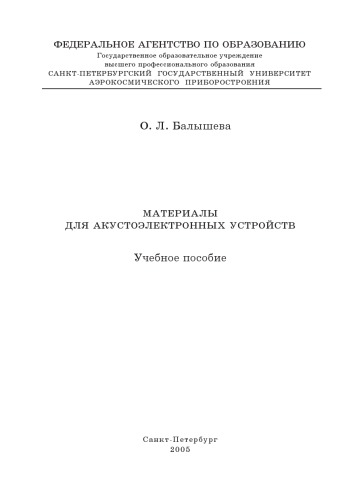 ФЕДЕРАЛЬНОЕ АГЕНТСТВО ПО ОБРАЗОВАНИЮ
Государственное образовательное учреждение
высшего профессионального образования
САНКТ-ПЕТЕРБУРГСКИЙ ГОСУДАРСТВЕННЫЙ УНИВЕРСИТЕТ
АЭРОКОСМИЧЕСКОГО ПРИБОРОСТРОЕНИЯ
О. Л. Балышева
МАТЕРИАЛЫ
ДЛЯ АКУСТОЭЛЕКТРОННЫХ УСТРОЙСТВ
Учебное пособие
Санкт-Петербург
2005